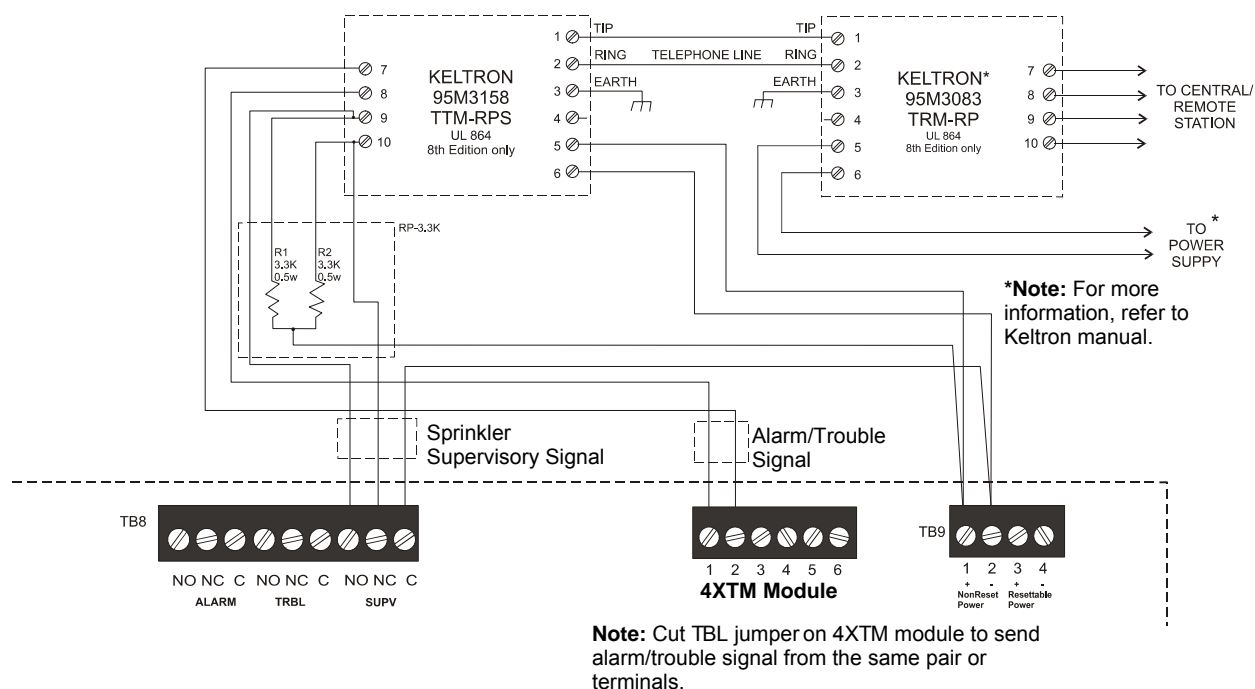 TIP
TIP
1
1
RING
TELEPHONE LINE
RING
2
2
EARTH
EARTH
3
3
4
4
5
5
6
6
7
8
9
10
KELTRON
95M3158
TTM-RPS
UL 864
8th Edition only
KELTRON*
95M3083
TRM-RP
UL 864
8th Edition only
7
8
9
10
TO CENTRAL/
REMOTE
STATION
TO *
POWER
SUPPY
RP-3.3K
R1
3.3K
0.5w
R2
3.3K
0.5w
*Note: For more
information, refer to
Keltron manual.
Sprinkler
Supervisory Signal
Alarm/Trouble
Signal
TB8
NO NC C NO NC C NO NC C
ALARM TRBL SUPV
1 2 3 4 5 6
4XTM Module
TB9
1 2 3 4
+ - + -
NonReset Resettable
Power Power
Note: Cut TBL jumper on 4XTM module to send
alarm/trouble signal from the same pair or
terminals.